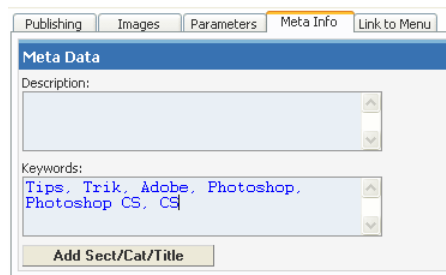 Publishing Images Parameters Meta Info Link to Menu
Meta Data
Description:
Keywords:
Tips, Trik, Adobe, Photoshop,
Photoshop CS, CS
Add Sect/Cat/Title